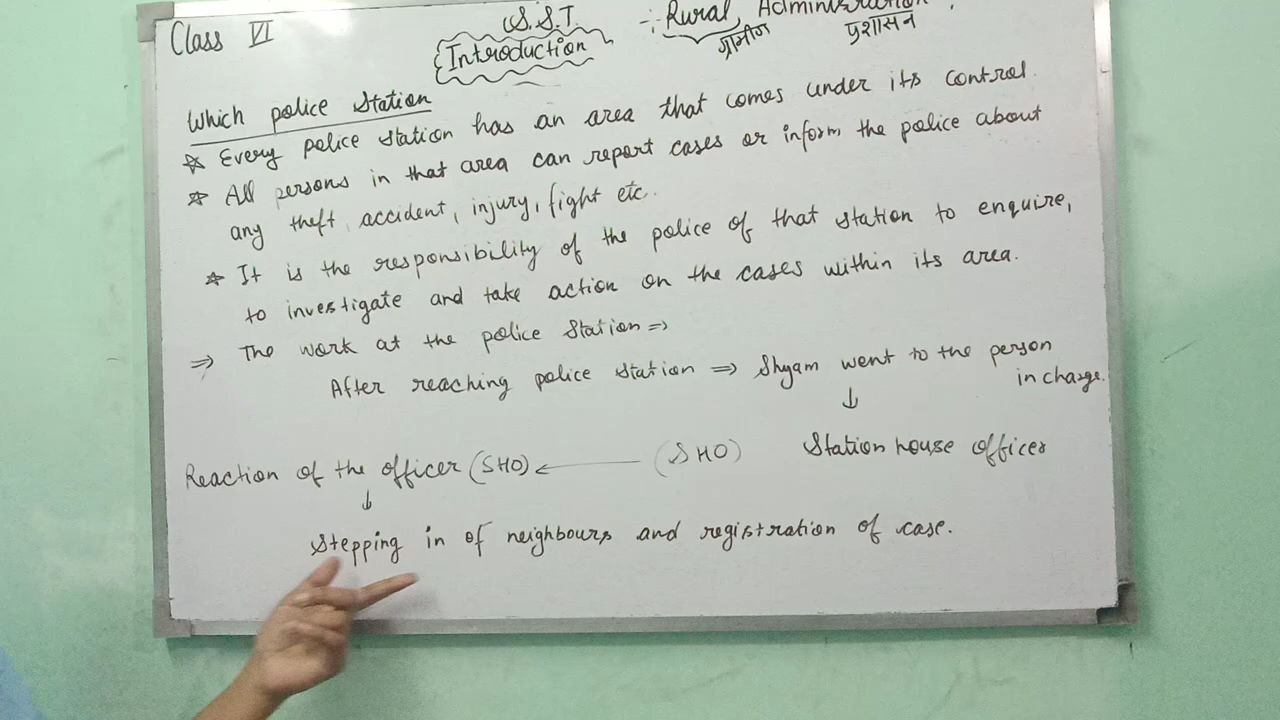 Class VI
S.S.T. -: Rural Administration
ग्रामीण प्रशासन
Introduction
Which police Station
☆ Every police station has an area that comes under its control.
☆ All persons in that area can report cases or inform the police about
any theft, accident, injury, fight etc.
☆ It is the responsibility of the police of that station to enquire,
to investigate and take action on the cases within its area.
⇒ The work at the police Station ⇒
After reaching police station ⇒ Shyam went to the person
in charge.
↓
Station house officer
Reaction of the officer (SHO) ← (SHO)
↓
Stepping in of neighbours and registration of case.